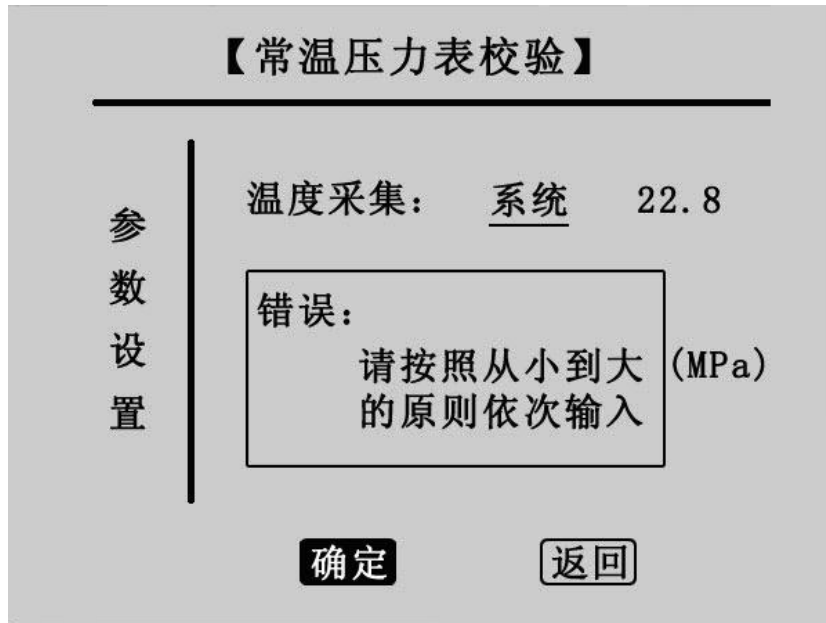 【常温压力表校验】
参数设置
温度采集： 系统 22.8
错误：
请按照从小到大
(MPa)
的原则依次输入
确定 返回